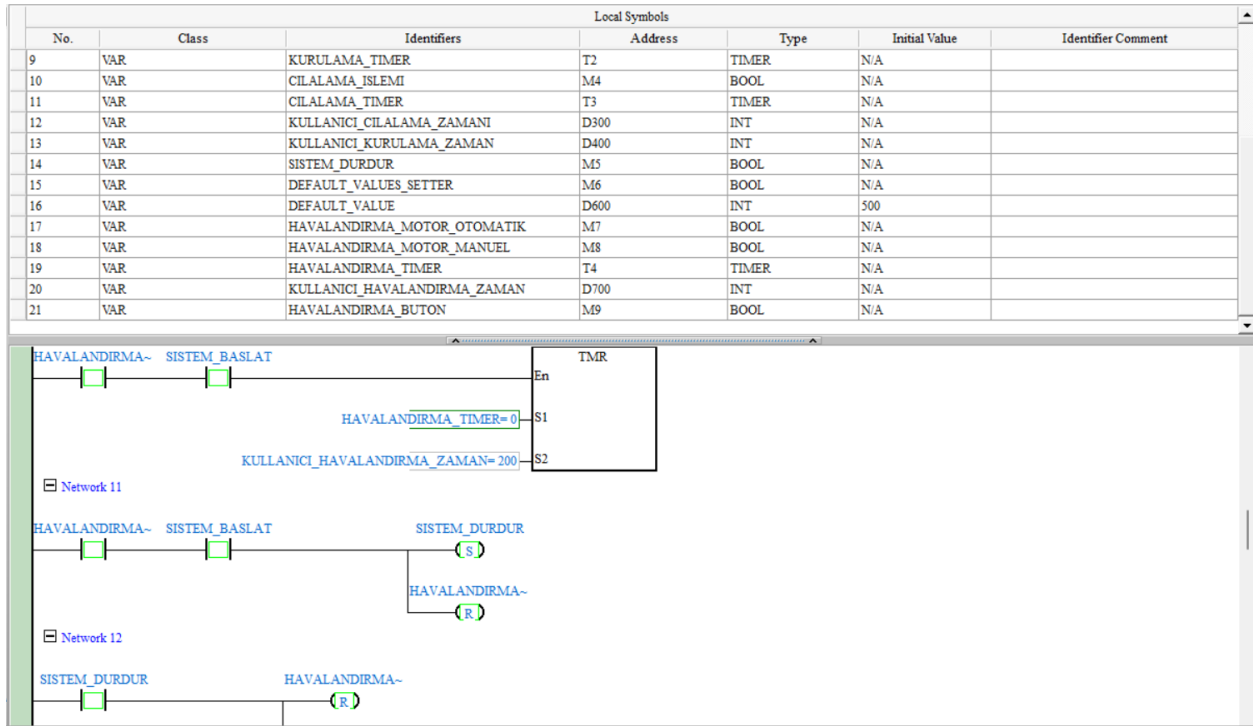 Local Symbols
No. Class Identifiers Address Type Initial Value Identifier Comment
9 VAR KURULAMA_TIMER T2 TIMER N/A
10 VAR CILALAMA_ISLEMI M4 BOOL N/A
11 VAR CILALAMA_TIMER T3 TIMER N/A
12 VAR KULLANICI_CILALAMA_ZAMANI D300 INT N/A
13 VAR KULLANICI_KURULAMA_ZAMAN D400 INT N/A
14 VAR SISTEM_DURDUR M5 BOOL N/A
15 VAR DEFAULT_VALUES_SETTER M6 BOOL N/A
16 VAR DEFAULT_VALUE D600 INT 500
17 VAR HAVALANDIRMA_MOTOR_OTOMATIK M7 BOOL N/A
18 VAR HAVALANDIRMA_MOTOR_MANUEL M8 BOOL N/A
19 VAR HAVALANDIRMA_TIMER T4 TIMER N/A
20 VAR KULLANICI_HAVALANDIRMA_ZAMAN D700 INT N/A
21 VAR HAVALANDIRMA_BUTON M9 BOOL N/A
HAVALANDIRMA~ SISTEM_BASLAT TMR
En
HAVALANDIRMA_TIMER= 0 S1
KULLANICI_HAVALANDIRMA_ZAMAN= 200 S2
Network 11
HAVALANDIRMA~ SISTEM_BASLAT SISTEM_DURDUR
S
HAVALANDIRMA~
R
Network 12
SISTEM_DURDUR HAVALANDIRMA~
R